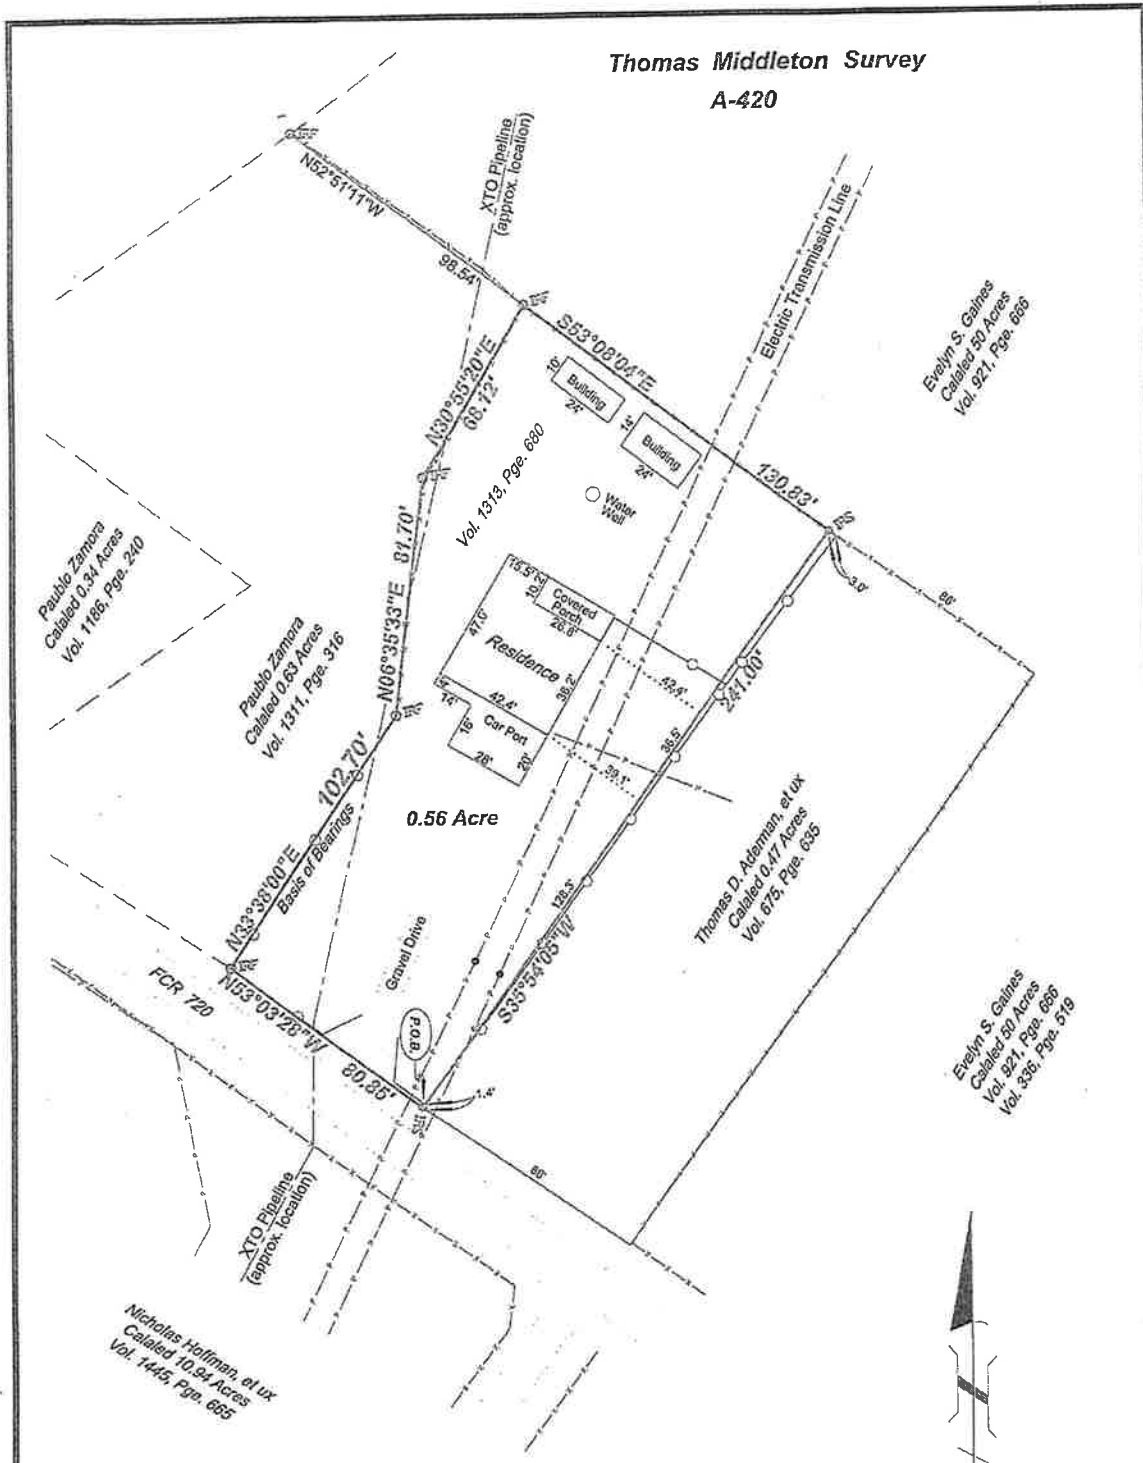 Thomas Middleton Survey
A-420
N52°51'11"W
98.54'
XTO Pipeline
(approx. location)
Electric Transmission Line
S53°08'04"E
130.83'
Evelyn S. Gaines
Calaled 50 Acres
Vol. 921, Pge. 666
N30°55'20"E
68.12'
10'
Building
24'
14'
Building
24'
Vol. 1313, Pge. 680
Water
Well
3.0'
60'
Paublo Zamora
Calaled 0.34 Acres
Vol. 1186, Pge. 240
Paublo Zamora
Calaled 0.63 Acres
Vol. 1311, Pge. 316
N06°35'33"E 81.70'
15.5'
10.2'
Covered
Porch
26.8'
47.0'
Residence
36.2'
42.4'
42.4'
14'
16'
Car Port
28'
20'
241.00'
36.5'
39.1'
128.3'
S35°54'05"W
102.70'
N33°38'00"E
Basis of Bearings
0.56 Acre
Thomas D. Aderman, et ux
Calaled 0.47 Acres
Vol. 675, Pge. 635
Gravel Drive
FCR 720
N53°03'28"W
80.85'
P.O.B.
IRS
1.4'
60'
Evelyn S. Gaines
Calaled 50 Acres
Vol. 921, Pge. 666
Vol. 336, Pge. 519
XTO Pipeline
(approx. location)
Nicholas Hoffman, et ux
Calaled 10.94 Acres
Vol. 1445, Pge. 665